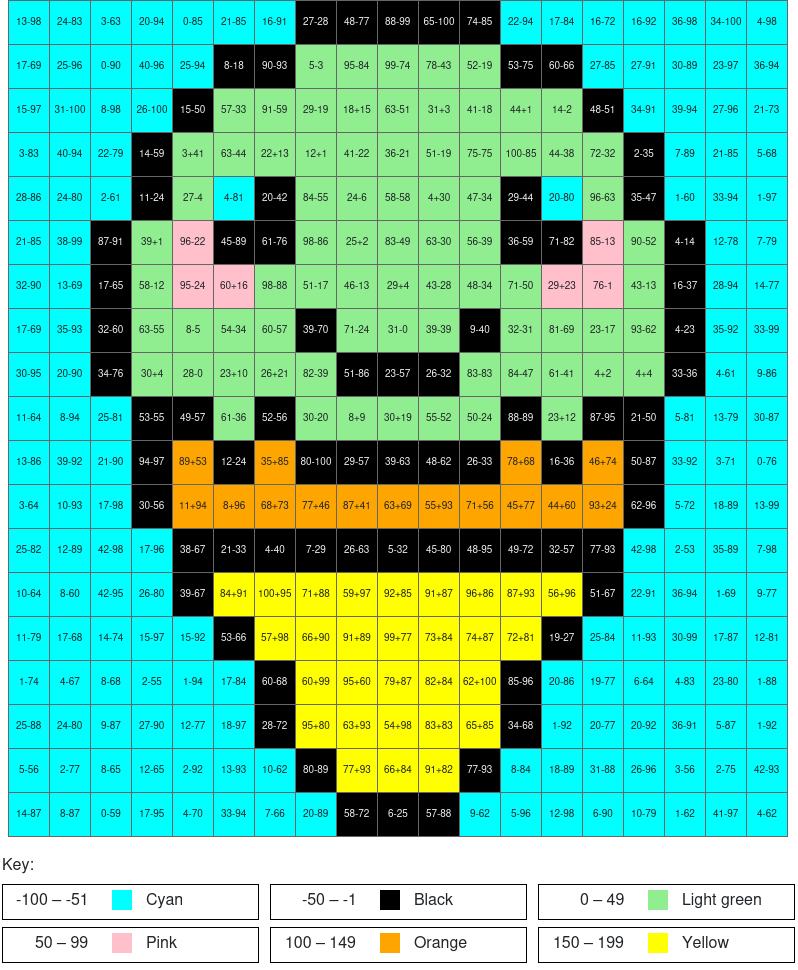 13-98 24-83 3-63 20-94 0-85 21-85 16-91 27-28 48-77 88-99 65-100 74-85 22-94 17-84 16-72 16-92 36-98 34-100 4-98
17-69 25-96 0-90 40-96 25-94 8-18 90-93 5-3 95-84 99-74 78-43 52-19 53-75 60-66 27-85 27-91 30-89 23-97 36-94
15-97 31-100 8-98 26-100 15-50 57-33 91-59 29-19 18+15 63-51 31+3 41-18 44+1 14-2 48-51 34-91 39-94 27-96 21-73
3-83 40-94 22-79 14-59 3+41 63-44 22+13 12+1 41-22 36-21 51-19 75-75 100-85 44-38 72-32 2-35 7-89 21-85 5-68
28-86 24-80 2-61 11-24 27-4 4-81 20-42 84-55 24-6 58-58 4+30 47-34 29-44 20-80 96-63 35-47 1-60 33-94 1-97
21-85 38-99 87-91 39+1 96-22 45-89 61-76 98-86 25+2 83-49 63-30 56-39 36-59 71-82 85-13 90-52 4-14 12-78 7-79
32-90 13-69 17-65 58-12 95-24 60+16 98-88 51-17 46-13 29+4 43-28 48-34 71-50 29+23 76-1 43-13 16-37 28-94 14-77
17-69 35-93 32-60 63-55 8-5 54-34 60-57 39-70 71-24 31-0 39-39 9-40 32-31 81-69 23-17 93-62 4-23 35-92 33-99
30-95 20-90 34-76 30+4 28-0 23+10 26+21 82-39 51-86 23-57 26-32 83-83 84-47 61-41 4+2 4+4 33-36 4-61 9-86
11-64 8-94 25-81 53-55 49-57 61-36 52-56 30-20 8+9 30+19 55-52 50-24 88-89 23+12 87-95 21-50 5-81 13-79 30-87
13-86 39-92 21-90 94-97 89+53 12-24 35+85 80-100 29-57 39-63 48-62 26-33 78+68 16-36 46+74 50-87 33-92 3-71 0-76
3-64 10-93 17-98 30-56 11+94 8+96 68+73 77+46 87+41 63+69 55+93 71+56 45+77 44+60 93+24 62-96 5-72 18-89 13-99
25-82 12-89 42-98 17-96 38-67 21-33 4-40 7-29 26-63 5-32 45-80 48-95 49-72 32-57 77-93 42-98 2-53 35-89 7-98
10-64 8-60 42-95 26-80 39-67 84+91 100+95 71+88 59+97 92+85 91+87 96+86 87+93 56+96 51-67 22-91 36-94 1-69 9-77
11-79 17-68 14-74 15-97 15-92 53-66 57+98 66+90 91+89 99+77 73+84 74+87 72+81 19-27 25-84 11-93 30-99 17-87 12-81
1-74 4-67 8-68 2-55 1-94 17-84 60-68 60+99 95+60 79+87 82+84 62+100 85-96 20-86 19-77 6-64 4-83 23-80 1-88
25-88 24-80 9-87 27-90 12-77 18-97 28-72 95+80 63+93 54+98 83+83 65+85 34-68 1-92 20-77 20-92 36-91 5-87 1-92
5-56 2-77 8-65 12-65 2-92 13-93 10-62 80-89 77+93 66+84 91+82 77-93 8-84 18-89 31-88 26-96 3-56 2-75 42-93
14-87 8-87 0-59 17-95 4-70 33-94 7-66 20-89 58-72 6-25 57-88 9-62 5-96 12-98 6-90 10-79 1-62 41-97 4-62
Key:
-100 – -51 Cyan -50 – -1 Black 0 – 49 Light green
50 – 99 Pink 100 – 149 Orange 150 – 199 Yellow